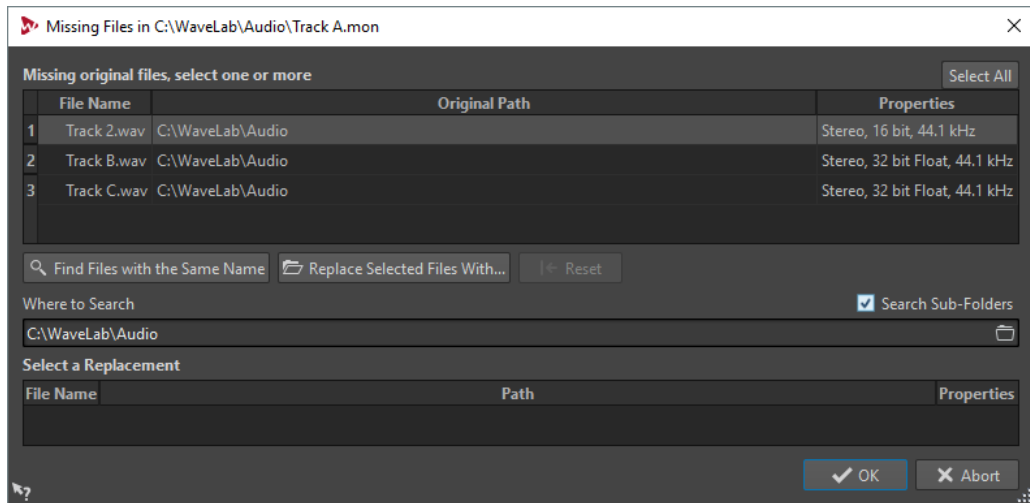 Missing Files in C:\WaveLab\Audio\Track A.mon
Missing original files, select one or more Select All
File Name Original Path Properties
1 Track 2.wav C:\WaveLab\Audio Stereo, 16 bit, 44.1 kHz
2 Track B.wav C:\WaveLab\Audio Stereo, 32 bit Float, 44.1 kHz
3 Track C.wav C:\WaveLab\Audio Stereo, 32 bit Float, 44.1 kHz
Find Files with the Same Name Replace Selected Files With... Reset
Where to Search Search Sub-Folders
C:\WaveLab\Audio
Select a Replacement
File Name Path Properties
OK Abort